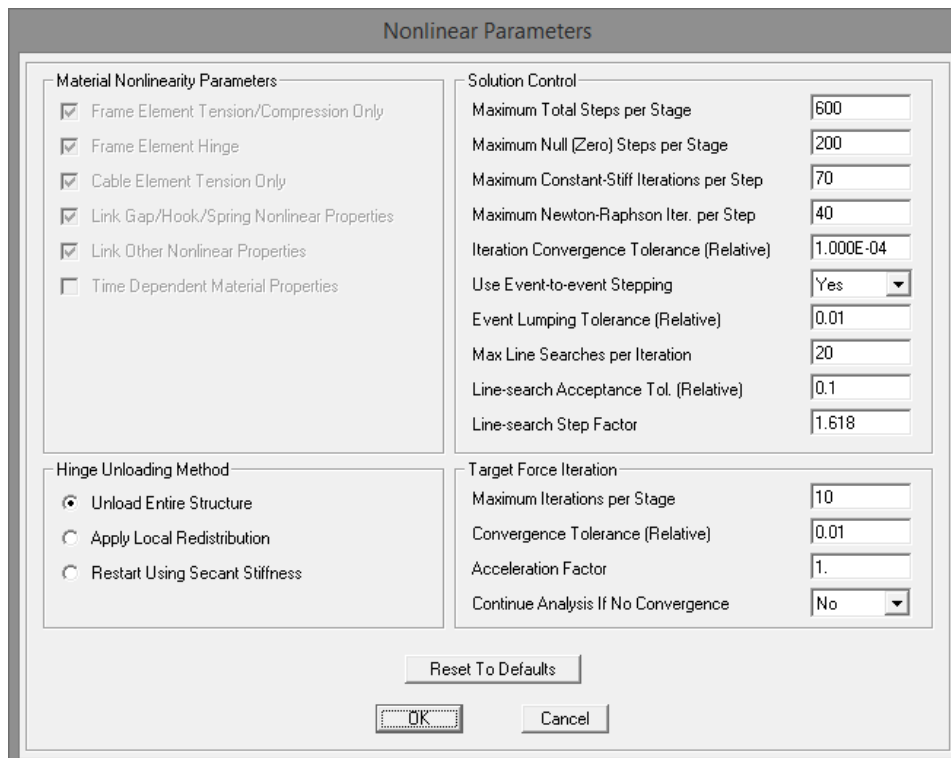 Nonlinear Parameters
Material Nonlinearity Parameters
Frame Element Tension/Compression Only
Frame Element Hinge
Cable Element Tension Only
Link Gap/Hook/Spring Nonlinear Properties
Link Other Nonlinear Properties
Time Dependent Material Properties
Solution Control
Maximum Total Steps per Stage 600
Maximum Null (Zero) Steps per Stage 200
Maximum Constant-Stiff Iterations per Step 70
Maximum Newton-Raphson Iter. per Step 40
Iteration Convergence Tolerance (Relative) 1.000E-04
Use Event-to-event Stepping Yes
Event Lumping Tolerance (Relative) 0.01
Max Line Searches per Iteration 20
Line-search Acceptance Tol. (Relative) 0.1
Line-search Step Factor 1.618
Hinge Unloading Method
Unload Entire Structure
Apply Local Redistribution
Restart Using Secant Stiffness
Target Force Iteration
Maximum Iterations per Stage 10
Convergence Tolerance (Relative) 0.01
Acceleration Factor 1.
Continue Analysis If No Convergence No
Reset To Defaults
OK Cancel